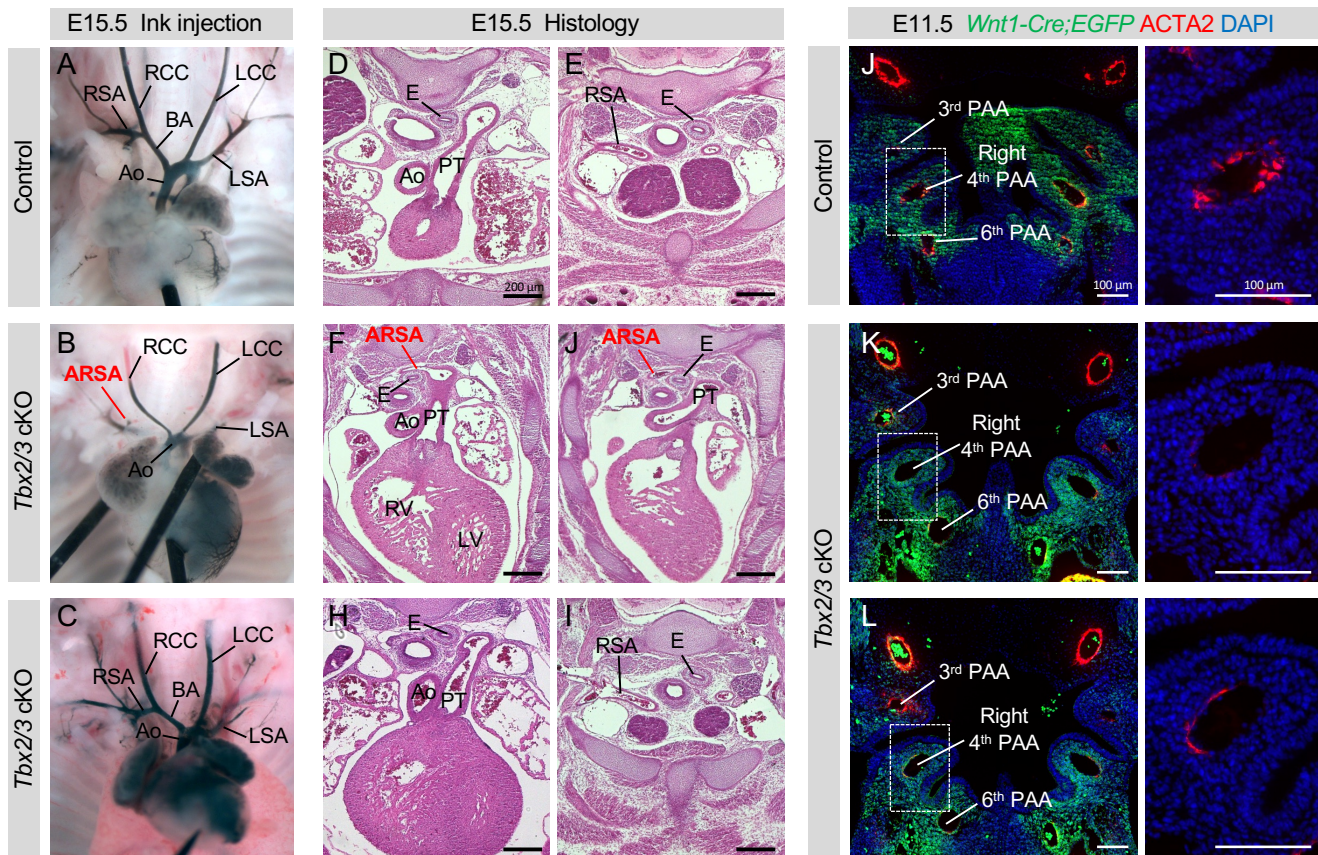 E15.5 Ink injection
E15.5 Histology
E11.5 Wnt1-Cre;EGFP ACTA2 DAPI
Control
A
RCC
LCC
RSA
BA
Ao
LSA
D
E
Ao
PT
200 μm
E
RSA
E
Control
J
3rd PAA
Right
4th PAA
6th PAA
100 μm
100 μm
Tbx2/3 cKO
B
RCC
LCC
ARSA
LSA
Ao
F
ARSA
E
Ao
PT
RV
LV
J
ARSA
E
PT
Tbx2/3 cKO
K
3rd PAA
Right
4th PAA
6th PAA
Tbx2/3 cKO
C
RCC
LCC
RSA
BA
Ao
LSA
H
E
Ao
PT
I
RSA
E
L
3rd PAA
Right
4th PAA
6th PAA